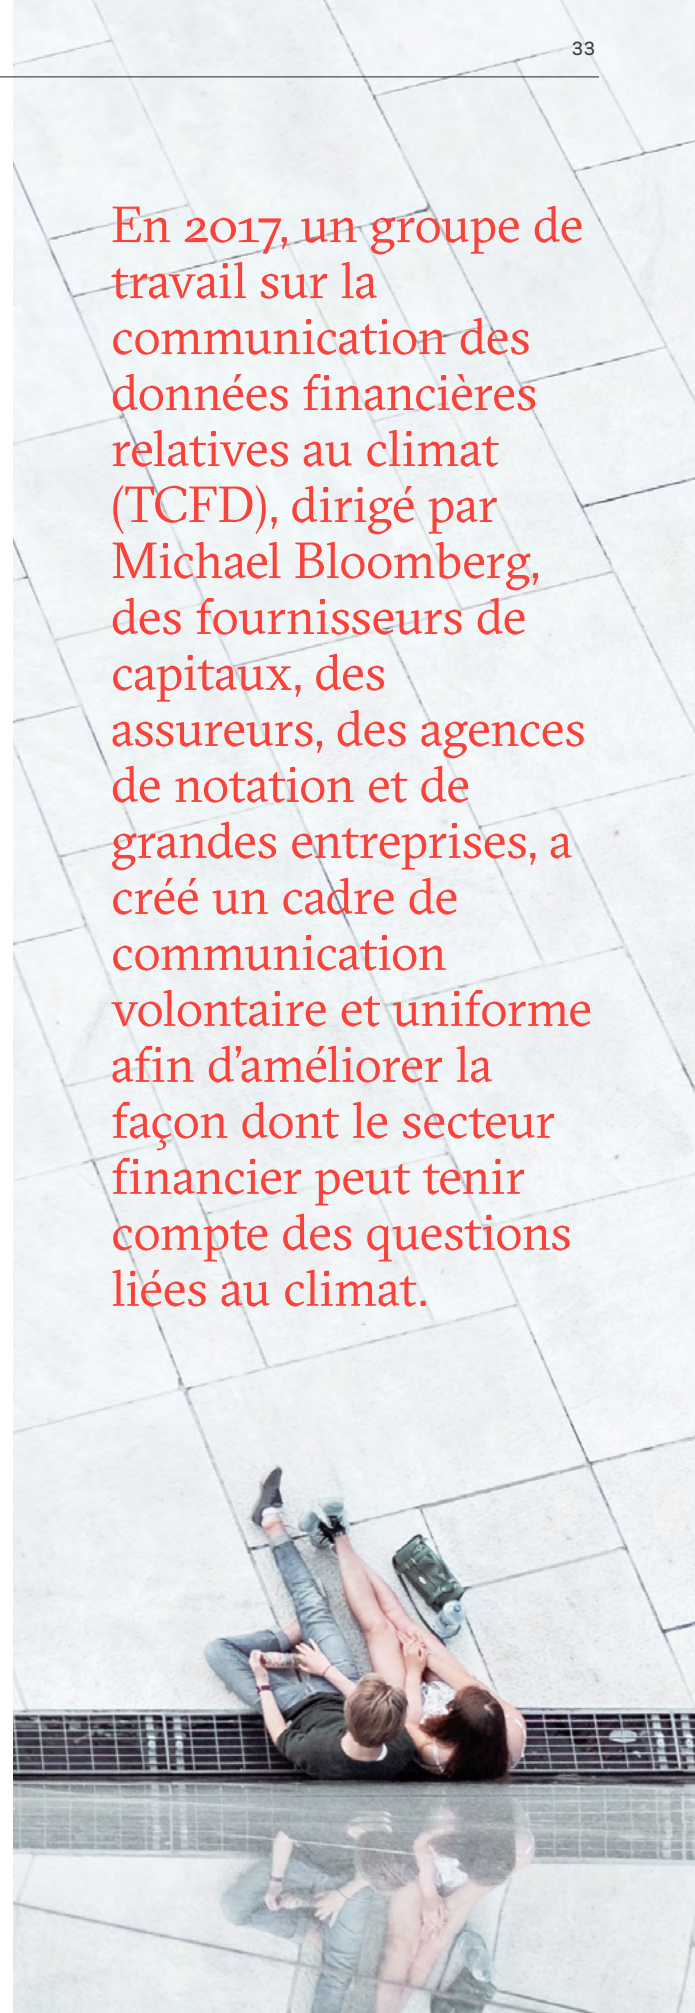 33
En 2017, un groupe de
travail sur la
communication des
données financières
relatives au climat
(TCFD), dirigé par
Michael Bloomberg,
des fournisseurs de
capitaux, des
assureurs, des agences
de notation et de
grandes entreprises, a
créé un cadre de
communication
volontaire et uniforme
afin d’améliorer la
façon dont le secteur
financier peut tenir
compte des questions
liées au climat.